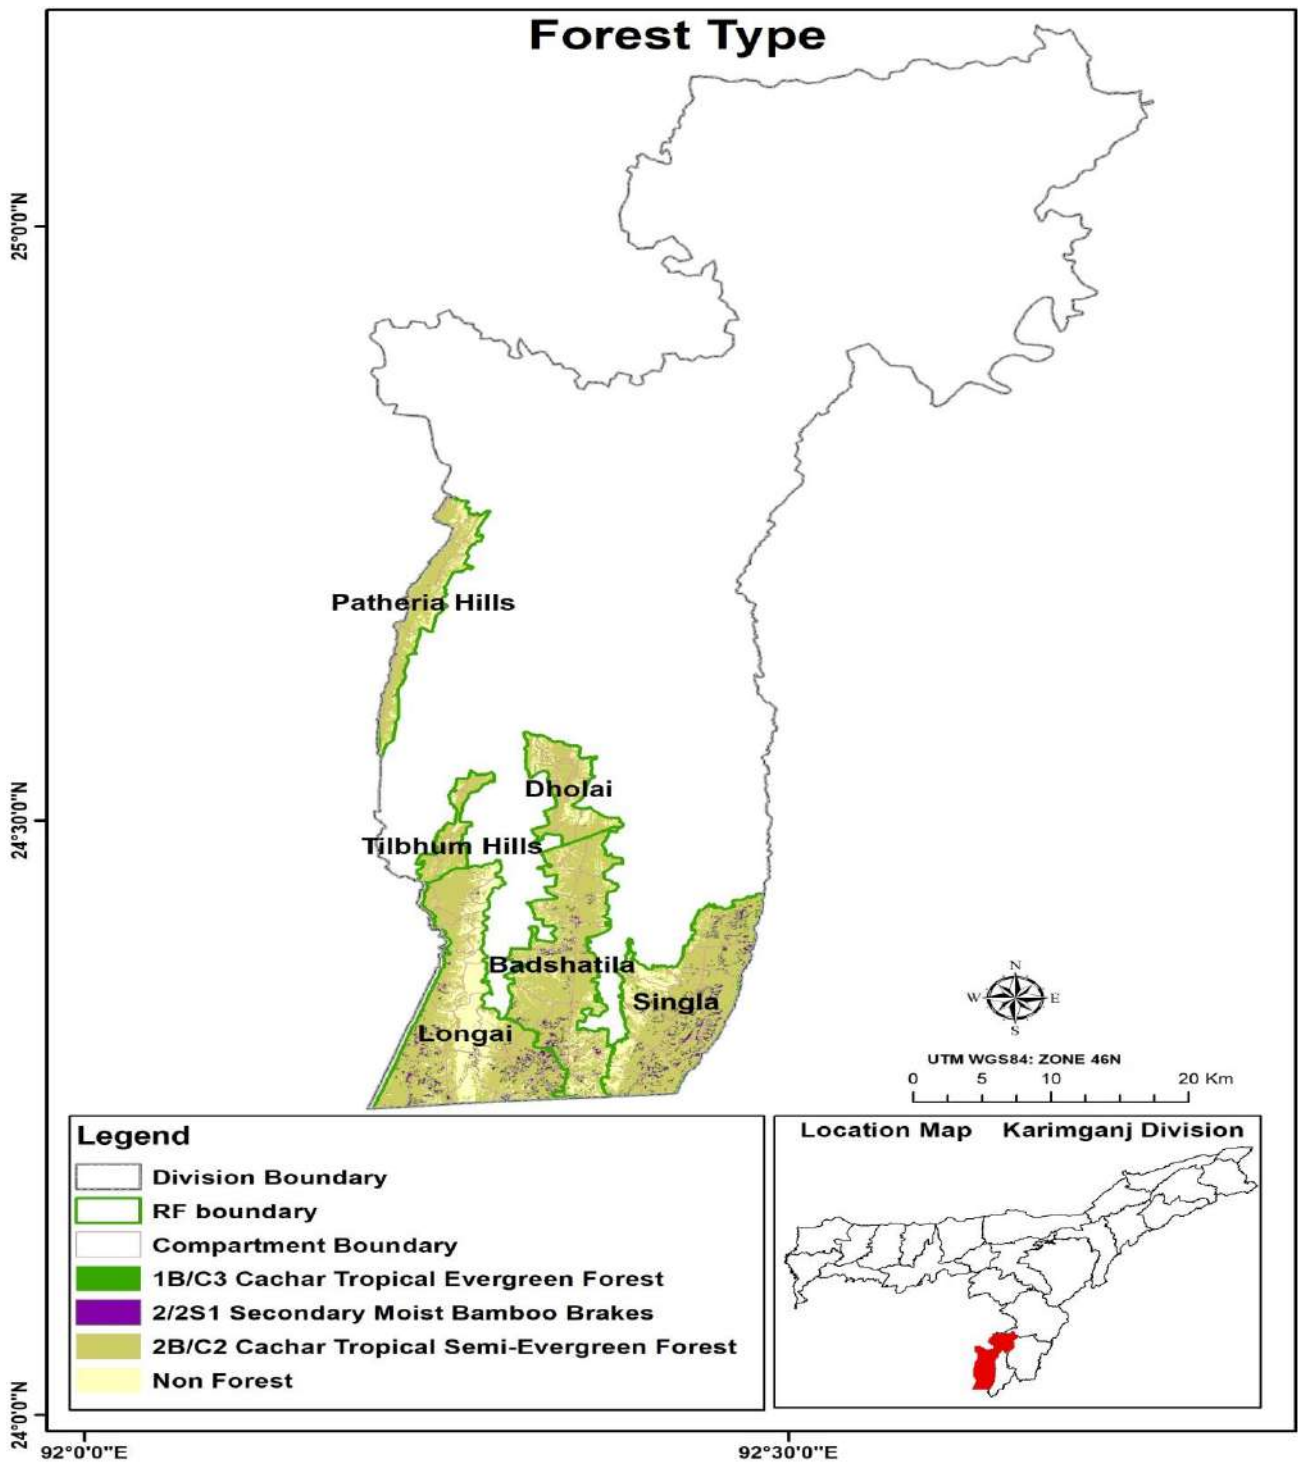 Forest Type
25°0'0"N
Patheria Hills
Dholai
24°30'0"N
Tilbhum Hills
Badshatila
Singla
Longai
N
W E
S
UTM WGS84: ZONE 46N
0 5 10 20 Km
Legend
Division Boundary
RF boundary
Compartment Boundary
1B/C3 Cachar Tropical Evergreen Forest
2/2S1 Secondary Moist Bamboo Brakes
2B/C2 Cachar Tropical Semi-Evergreen Forest
Non Forest
Location Map Karimganj Division
24°0'0"N
92°0'0"E 92°30'0"E